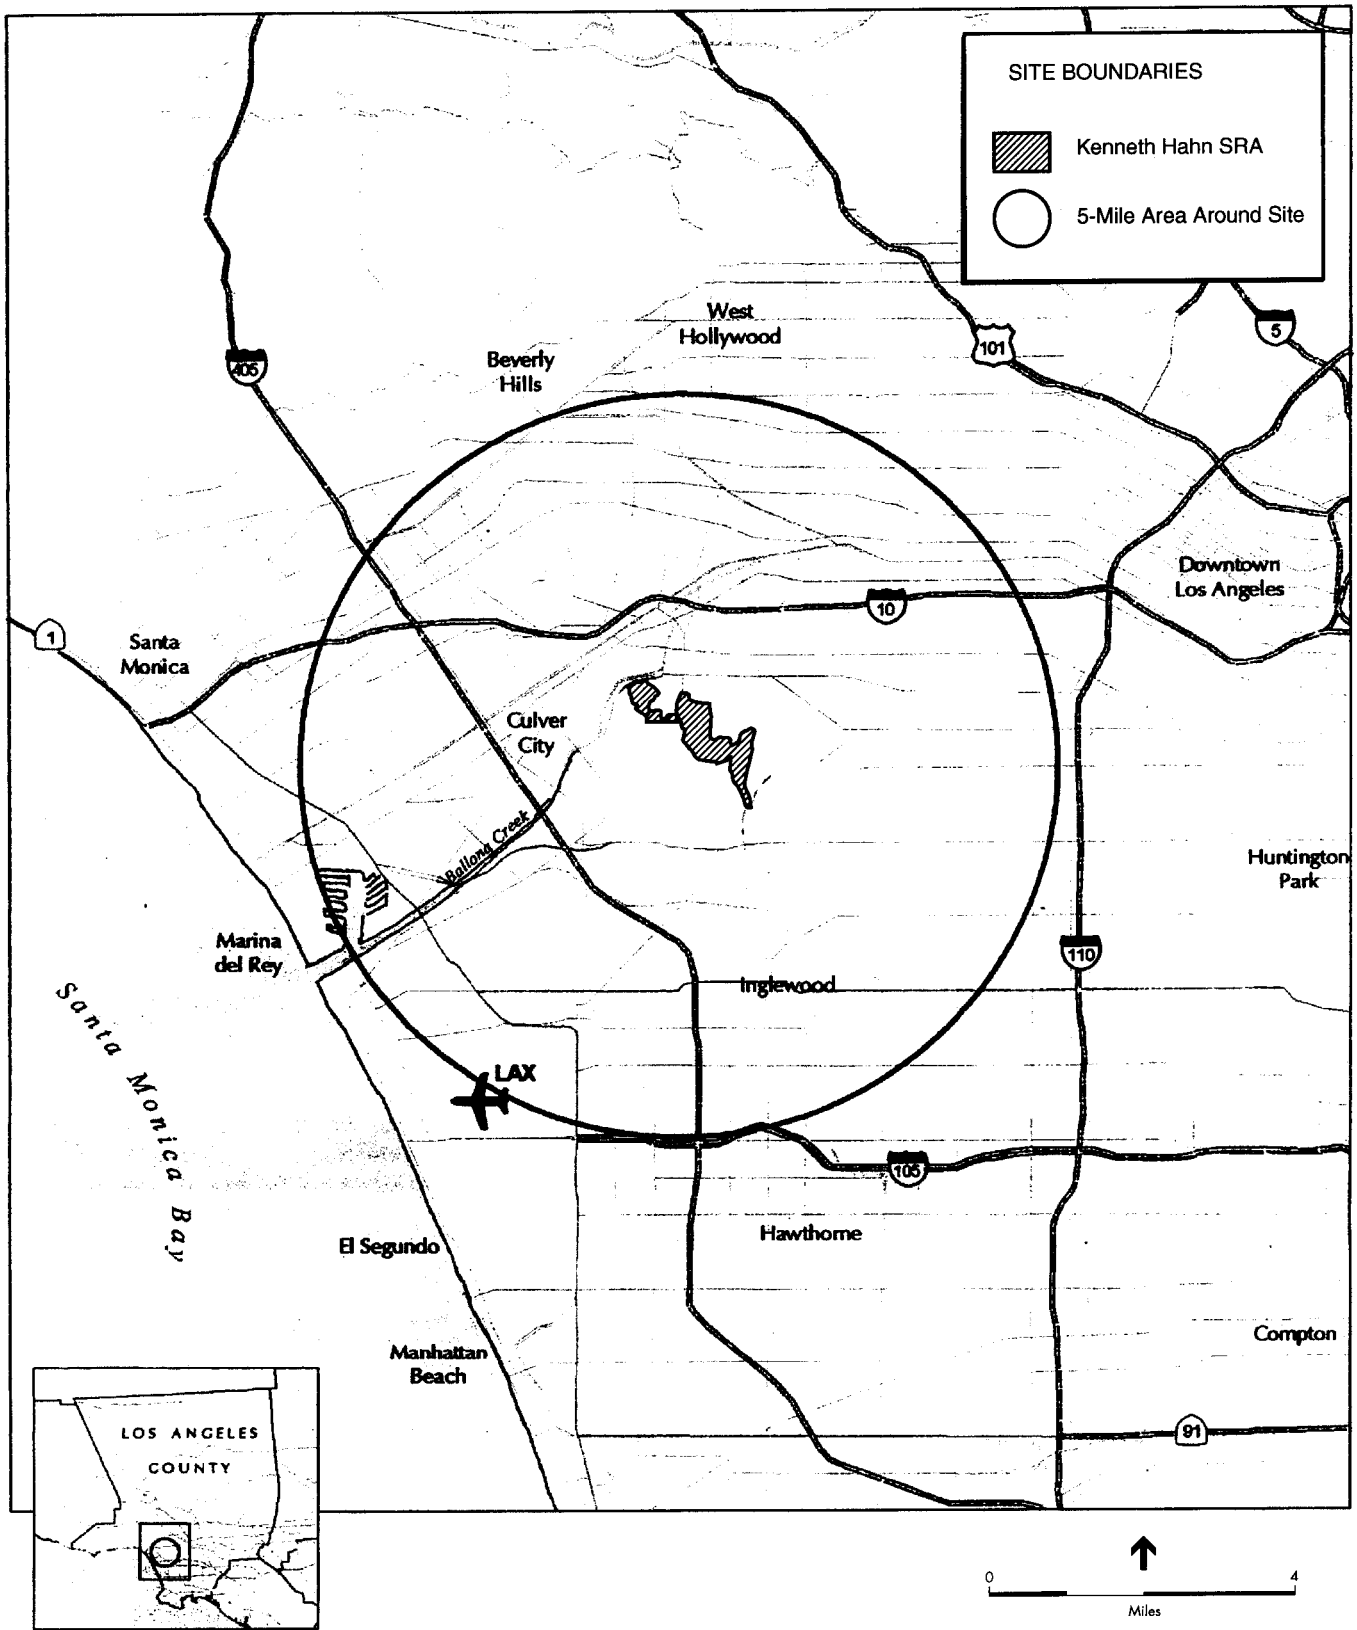 SITE BOUNDARIES
Kenneth Hahn SRA
5-Mile Area Around Site
West
Hollywood
101
5
Beverly
Hills
405
Downtown
Los Angeles
10
1
Santa
Monica
Culver
City
Ballona Creek
Huntington
Park
Marina
del Rey
110
Inglewood
Santa Monica Bay
LAX
105
Hawthorne
El Segundo
Compton
Manhattan
Beach
91
LOS ANGELES
COUNTY
0 4
Miles